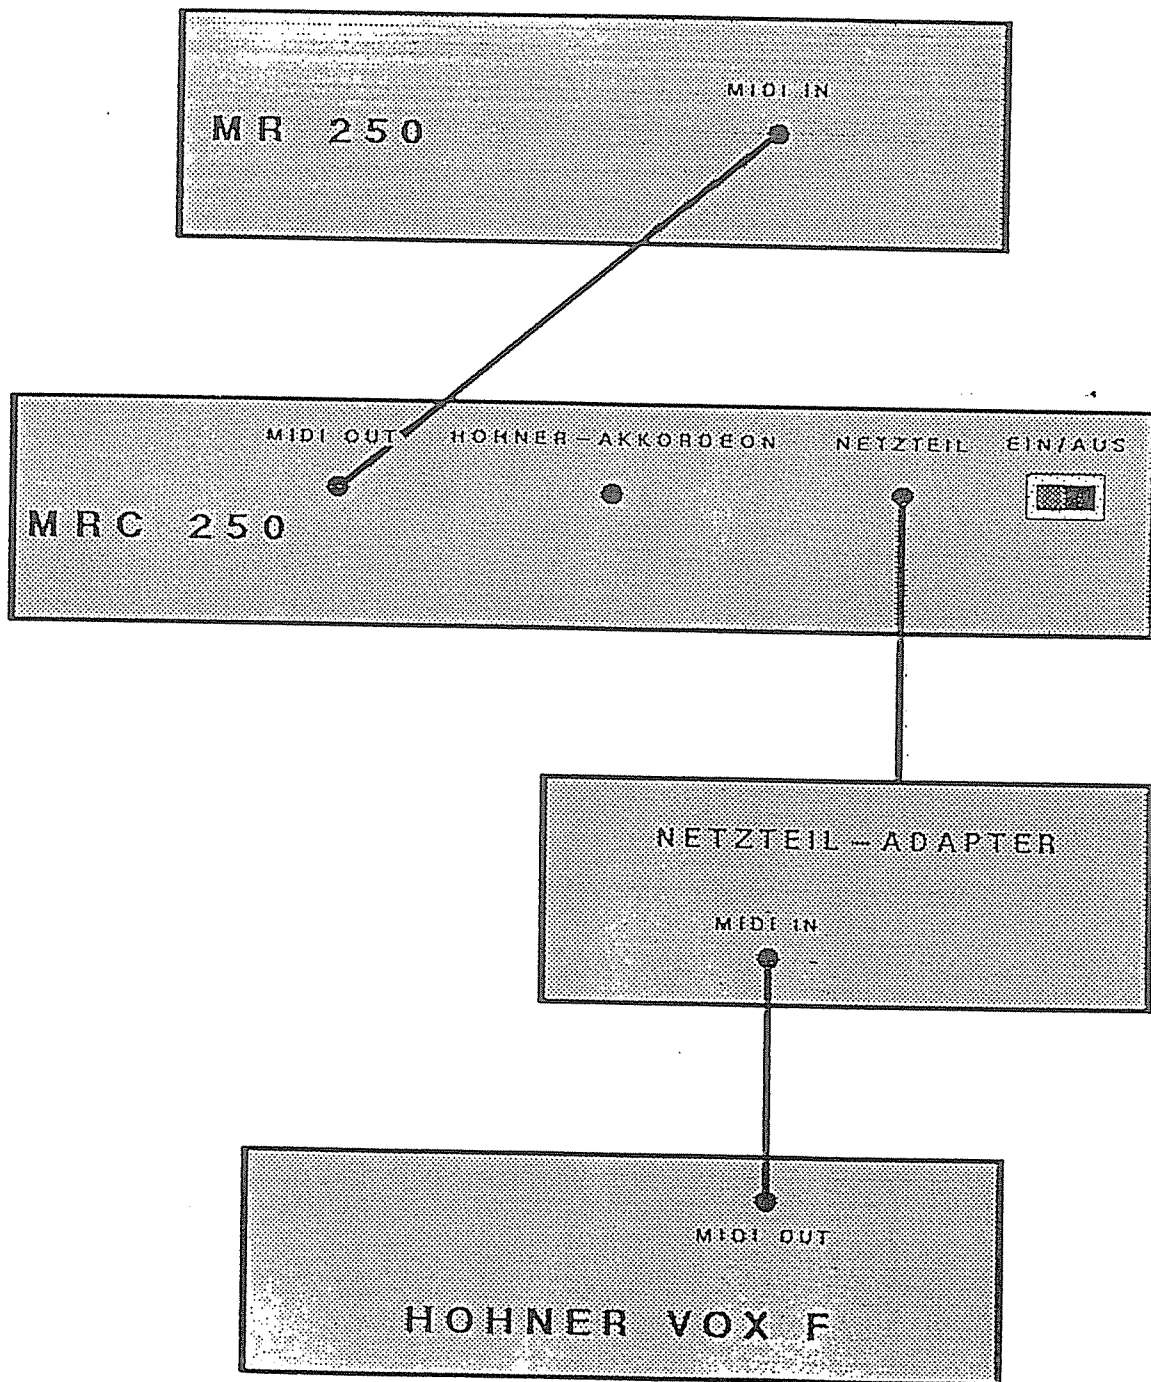 MIDI IN
MR 250
MIDI OUT HOHNER-AKKORDEON NETZTEIL EIN/AUS
MRC 250
NETZTEIL-ADAPTER
MIDI IN
MIDI OUT
HOHNER VOX F